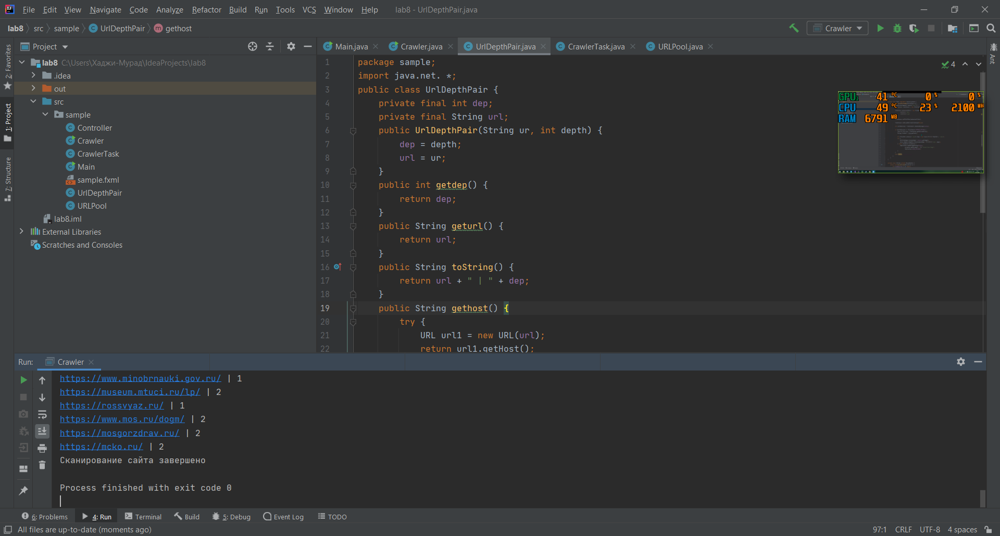 File Edit View Navigate Code Analyze Refactor Build Run Tools VCS Window Help lab8 - UrlDepthPair.java
lab8 src sample UrlDepthPair gethost Crawler
Project
Main.java Crawler.java UrlDepthPair.java CrawlerTask.java URLPool.java
2: Favorites
1: Project
7: Structure
Ant
lab8 C:\Users\Хаджи-Мурад\IdeaProjects\lab8
.idea
out
src
sample
Controller
Crawler
CrawlerTask
Main
sample.fxml
UrlDepthPair
URLPool
lab8.iml
External Libraries
Scratches and Consoles
1 package sample;
2 import java.net. *;
3 public class UrlDepthPair {
4 private final int dep;
5 private final String url;
6 public UrlDepthPair(String ur, int depth) {
7 dep = depth;
8 url = ur;
9 }
10 public int getdep() {
11 return dep;
12 }
13 public String geturl() {
14 return url;
15 }
16 public String toString() {
17 return url + " | " + dep;
18 }
19 public String gethost() {
20 try {
21 URL url1 = new URL(url);
22 return url1.getHost();
4
GPU1 41 °C 0 % 0 %
CPU 49 °C 23 % 2100 MH
RAM 6791 MB
Run: Crawler
https://www.minobrnauki.gov.ru/ | 1
https://museum.mtuci.ru/lp/ | 2
https://rossvyaz.ru/ | 1
https://www.mos.ru/dogm/ | 2
https://mosgorzdrav.ru/ | 2
https://mcko.ru/ | 2
Сканирование сайта завершено
Process finished with exit code 0
6: Problems 4: Run Terminal Build 5: Debug Event Log TODO
All files are up-to-date (moments ago) 97:1 CRLF UTF-8 4 spaces